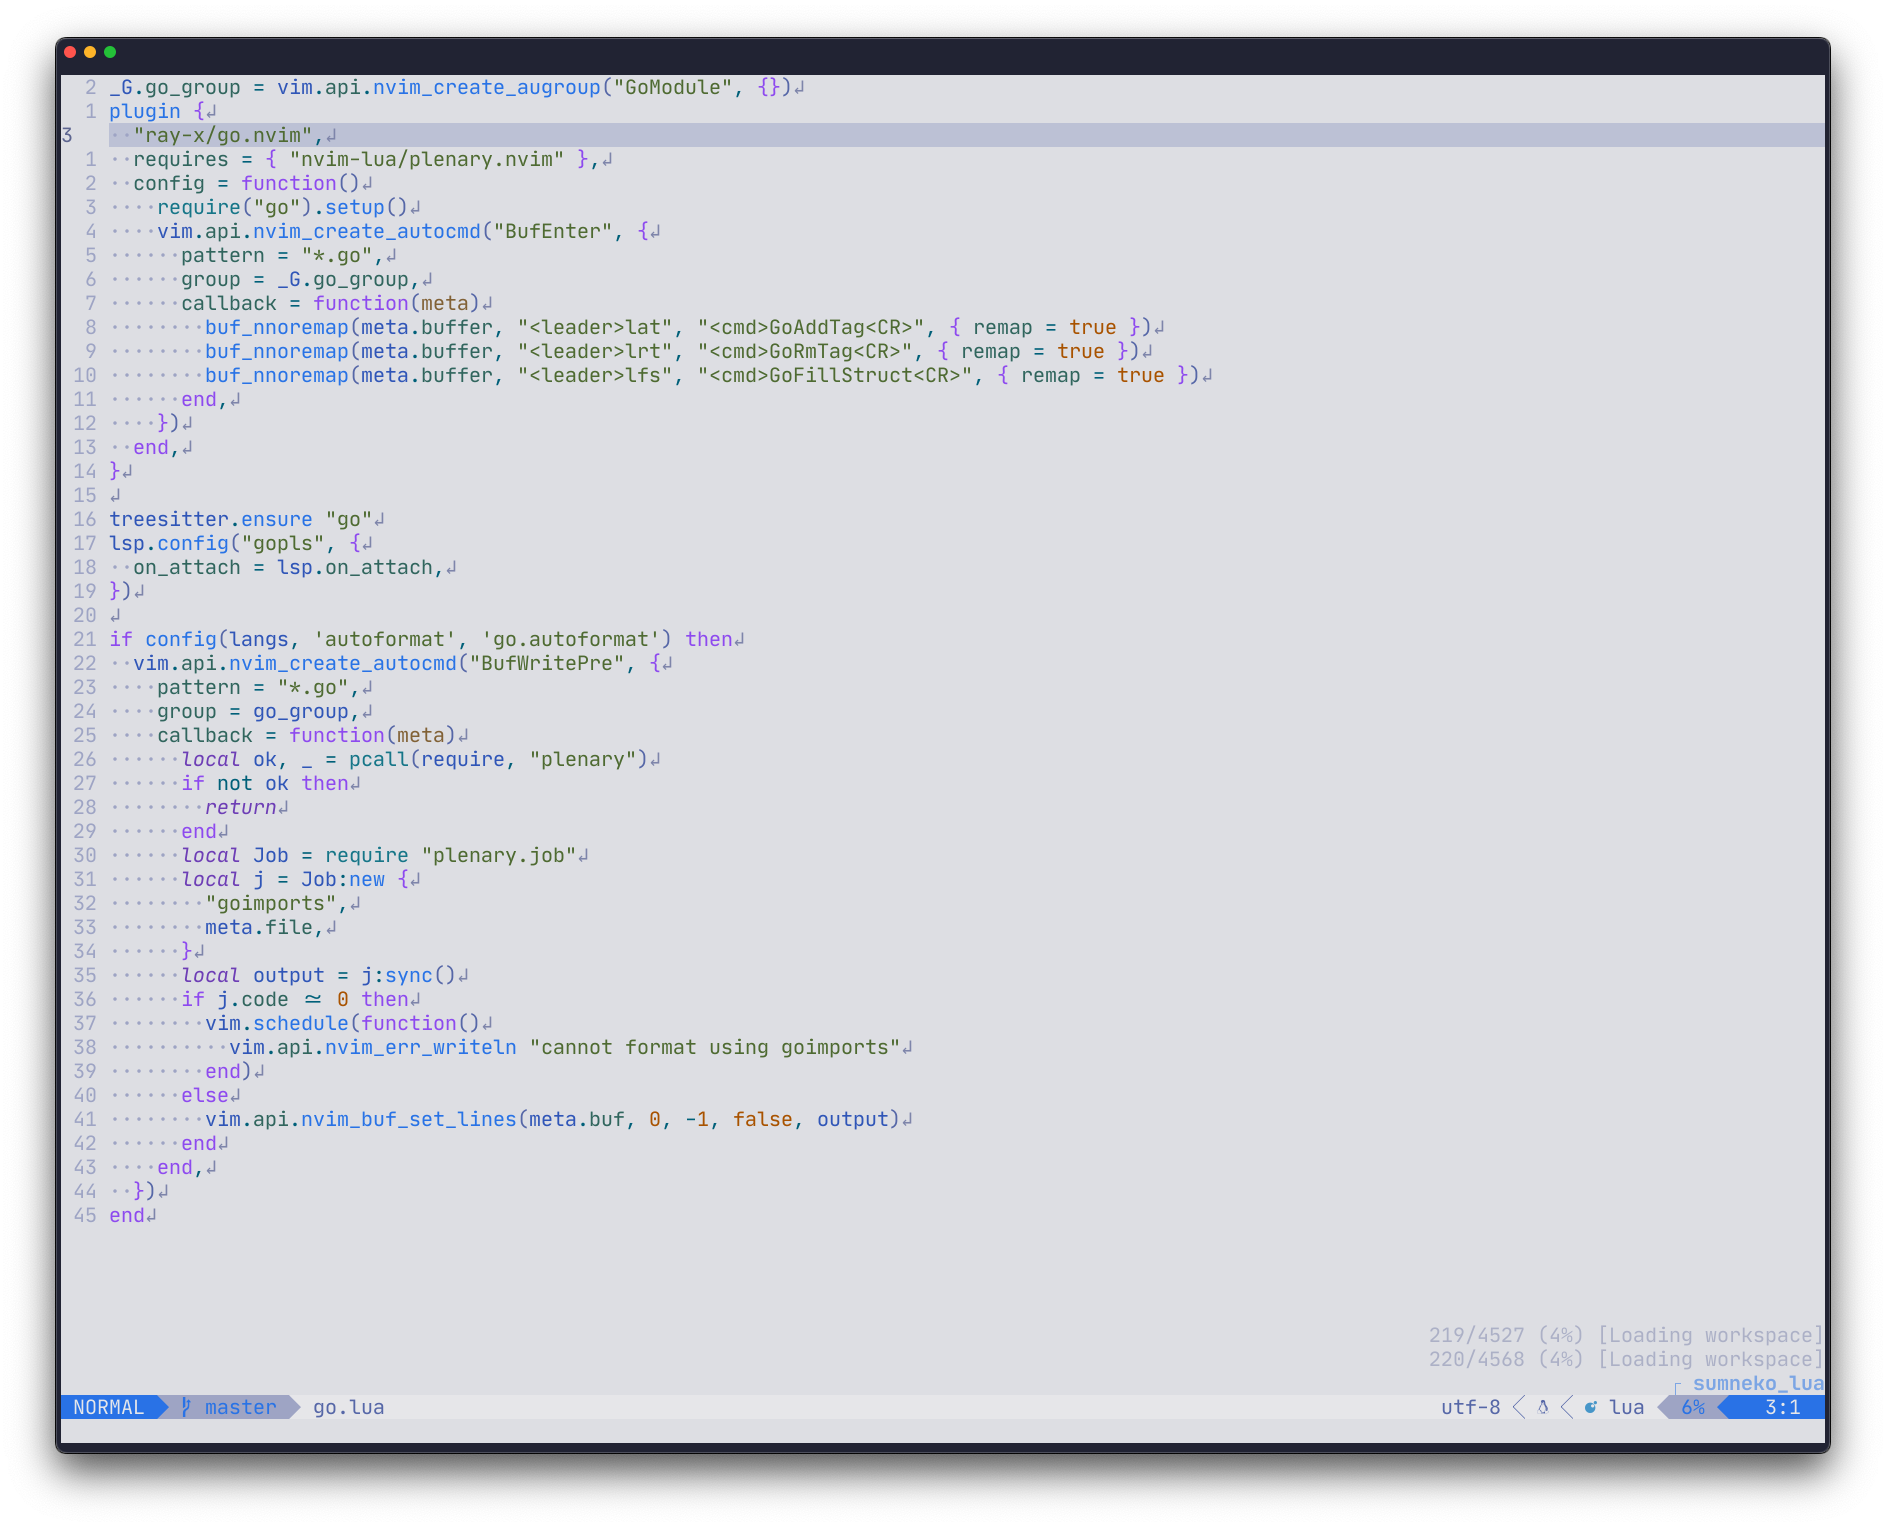 2 _G.go_group = vim.api.nvim_create_augroup("GoModule", {})↲
1 plugin {↲
3 ··"ray-x/go.nvim",↲
1 ··requires = { "nvim-lua/plenary.nvim" },↲
2 ··config = function()↲
3 ····require("go").setup()↲
4 ····vim.api.nvim_create_autocmd("BufEnter", {↲
5 ······pattern = "*.go",↲
6 ······group = _G.go_group,↲
7 ······callback = function(meta)↲
8 ········buf_nnoremap(meta.buffer, "<leader>lat", "<cmd>GoAddTag<CR>", { remap = true })↲
9 ········buf_nnoremap(meta.buffer, "<leader>lrt", "<cmd>GoRmTag<CR>", { remap = true })↲
10 ········buf_nnoremap(meta.buffer, "<leader>lfs", "<cmd>GoFillStruct<CR>", { remap = true })↲
11 ······end,↲
12 ····})↲
13 ··end,↲
14 }↲
15 ↲
16 treesitter.ensure "go"↲
17 lsp.config("gopls", {↲
18 ··on_attach = lsp.on_attach,↲
19 })↲
20 ↲
21 if config(langs, 'autoformat', 'go.autoformat') then↲
22 ··vim.api.nvim_create_autocmd("BufWritePre", {↲
23 ····pattern = "*.go",↲
24 ····group = go_group,↲
25 ····callback = function(meta)↲
26 ······local ok, _ = pcall(require, "plenary")↲
27 ······if not ok then↲
28 ········return↲
29 ······end↲
30 ······local Job = require "plenary.job"↲
31 ······local j = Job:new {↲
32 ········"goimports",↲
33 ········meta.file,↲
34 ······}↲
35 ······local output = j:sync()↲
36 ······if j.code ≃ 0 then↲
37 ········vim.schedule(function()↲
38 ··········vim.api.nvim_err_writeln "cannot format using goimports"↲
39 ········end)↲
40 ······else↲
41 ········vim.api.nvim_buf_set_lines(meta.buf, 0, -1, false, output)↲
42 ······end↲
43 ····end,↲
44 ··})↲
45 end↲
219/4527 (4%) [Loading workspace]
220/4568 (4%) [Loading workspace]
┌ sumneko_lua
NORMAL master go.lua utf-8 lua 6% 3:1